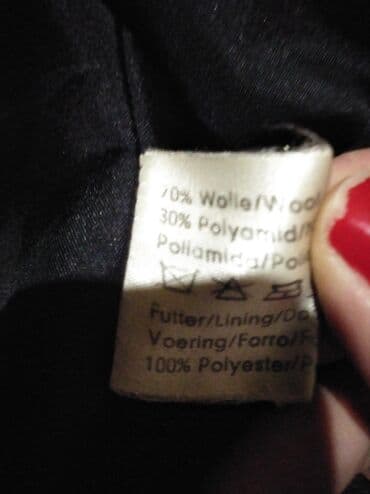 70% Wolle/Wool
30% Polyamid/
Poliamida/
Futter/Lining/
Voering/Forro/
100% Polyester/